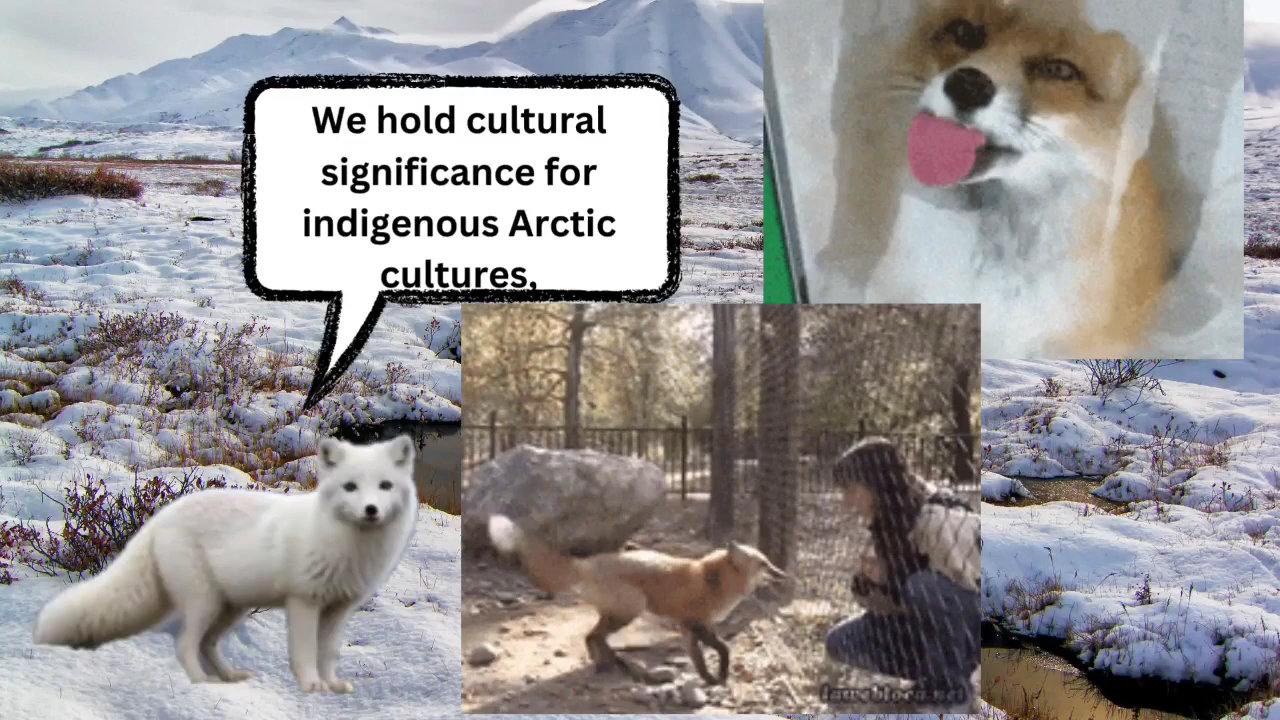 We hold cultural
significance for
indigenous Arctic
cultures,